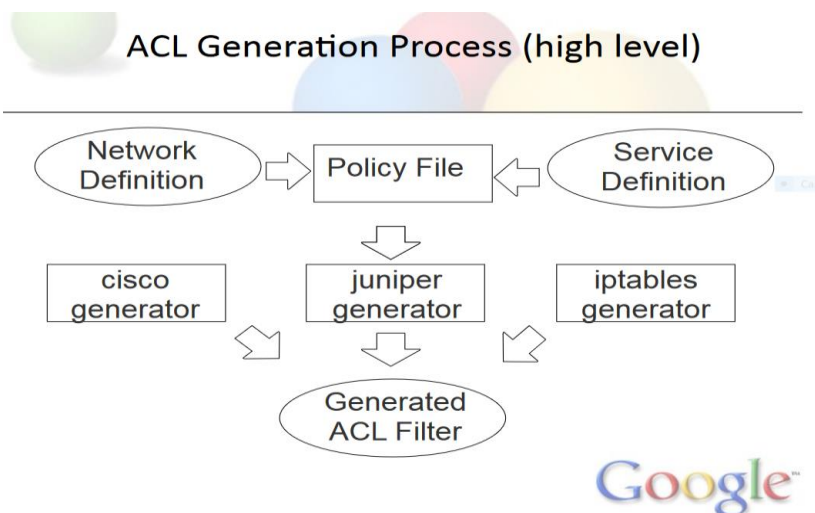 ACL Generation Process (high level)
Network
Definition
Policy File
Service
Definition
cisco
generator
juniper
generator
iptables
generator
Generated
ACL Filter
Google™